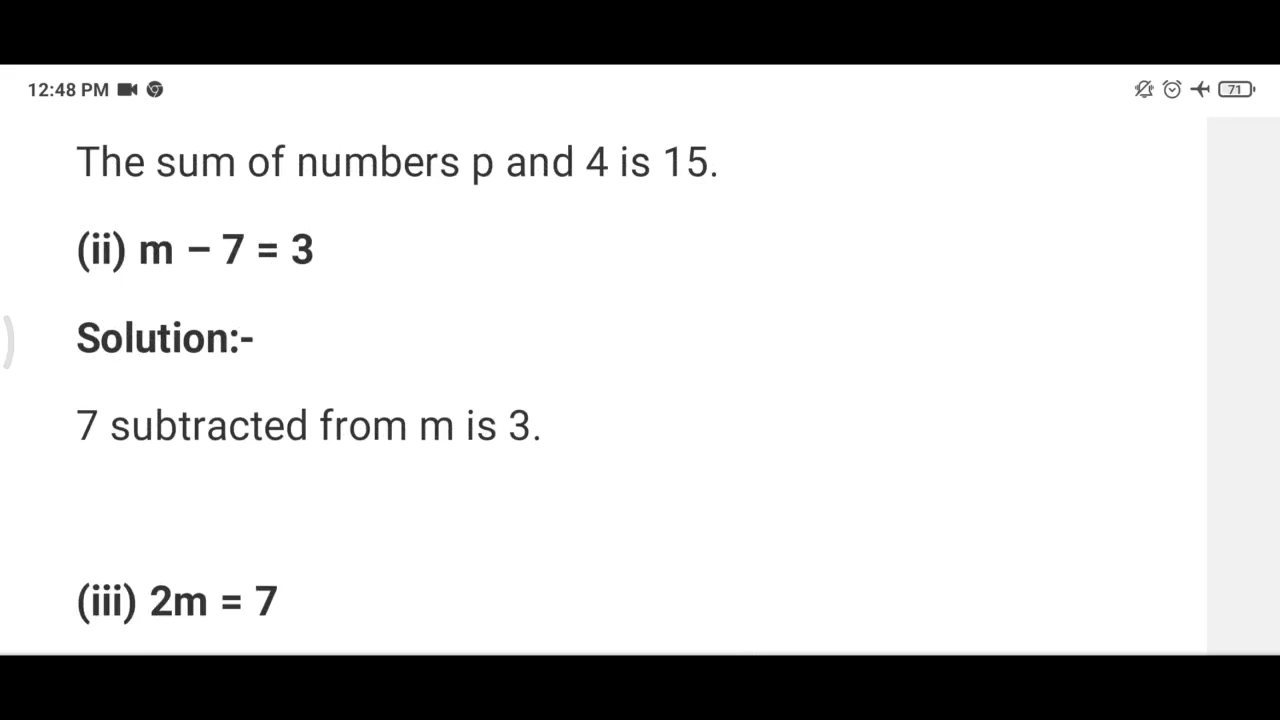 12:48 PM 71
The sum of numbers p and 4 is 15.
(ii) m – 7 = 3
Solution:-
7 subtracted from m is 3.
(iii) 2m = 7